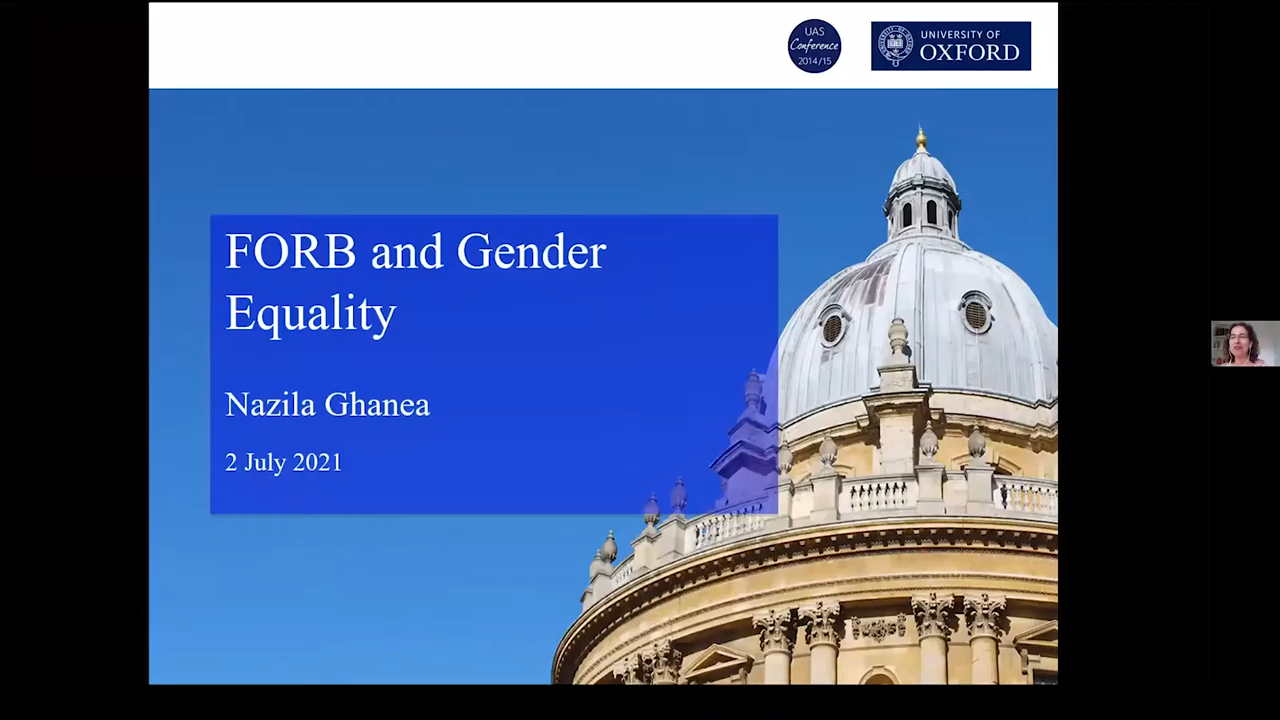 UAS
Conference
2014/15
UNIVERSITY OF
OXFORD
FORB and Gender
Equality
Nazila Ghanea
2 July 2021